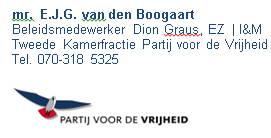 mr. E.J.G. van den Boogaart
Beleidsmedewerker Dion Graus, EZ | I&M
Tweede Kamerfractie Partij voor de Vrijheid
Tel. 070-318 5325
PARTIJ VOOR DE VRIJHEID